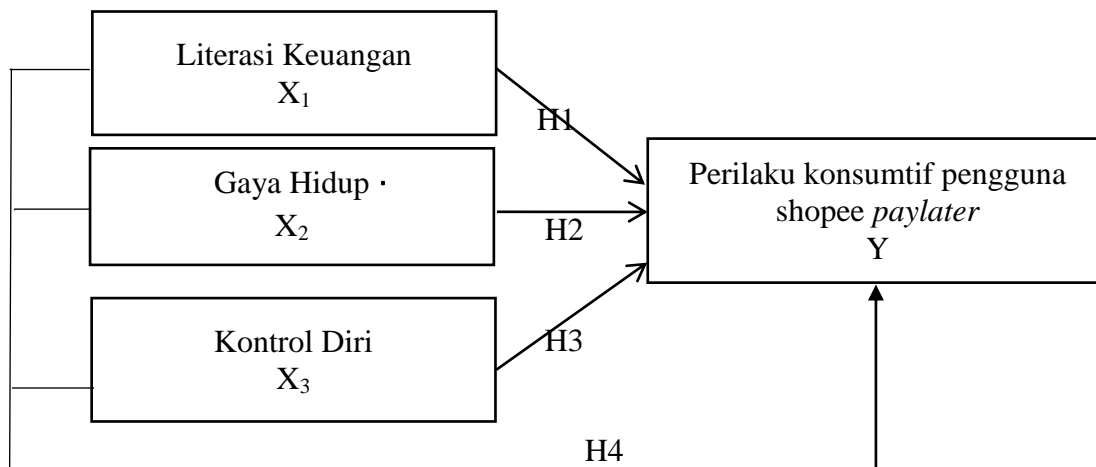 Literasi Keuangan
X₁
H1
Gaya Hidup ·
X₂
H2
Perilaku konsumtif pengguna
shopee paylater
Y
Kontrol Diri
X₃
H3
H4